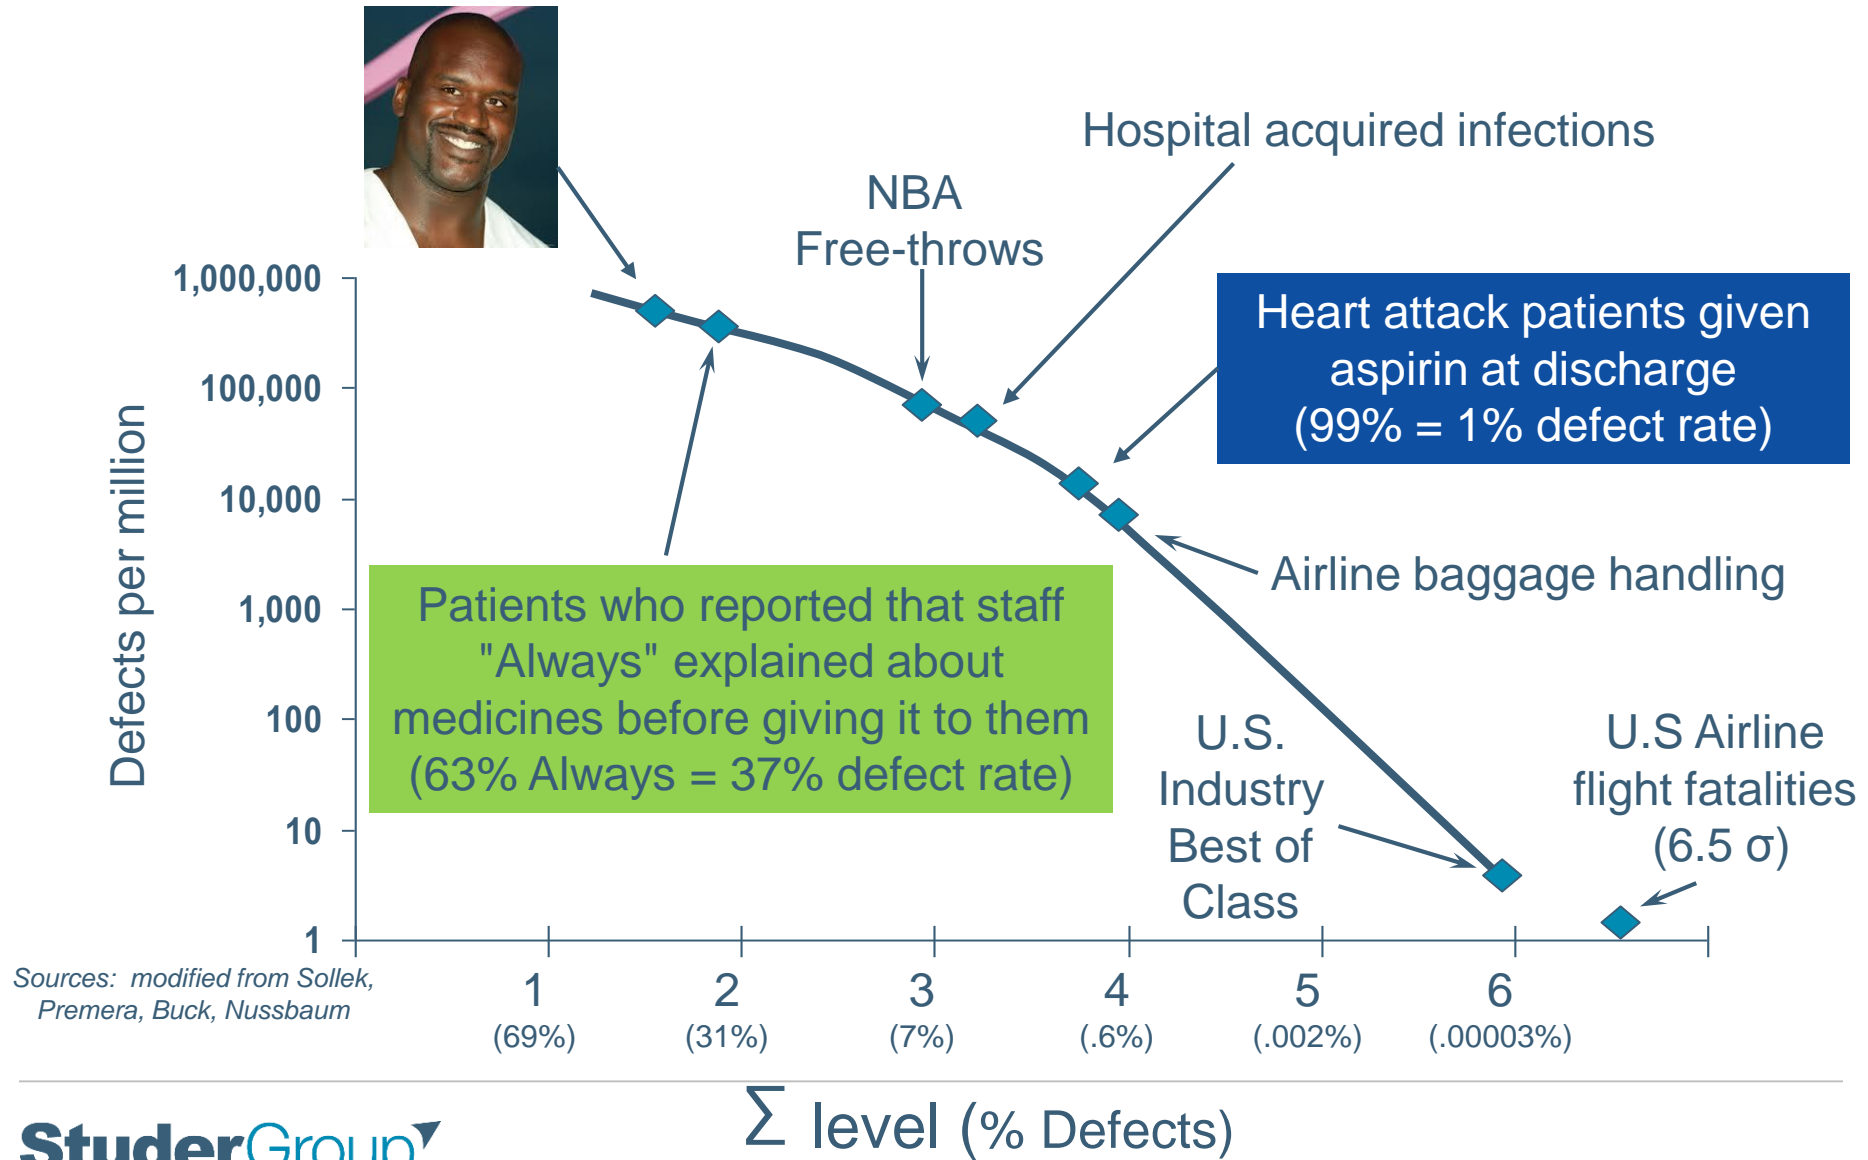 Hospital acquired infections
NBA
Free-throws
1,000,000
Heart attack patients given
aspirin at discharge
(99% = 1% defect rate)
100,000
Defects per million
10,000
Airline baggage handling
1,000
Patients who reported that staff
"Always" explained about
medicines before giving it to them
(63% Always = 37% defect rate)
100
U.S.
Industry
Best of
Class
U.S Airline
flight fatalities
(6.5 σ)
10
1
Sources: modified from Sollek,
Premera, Buck, Nussbaum
1 2 3 4 5 6
(69%) (31%) (7%) (.6%) (.002%) (.00003%)
Σ level (% Defects)
StuderGroup